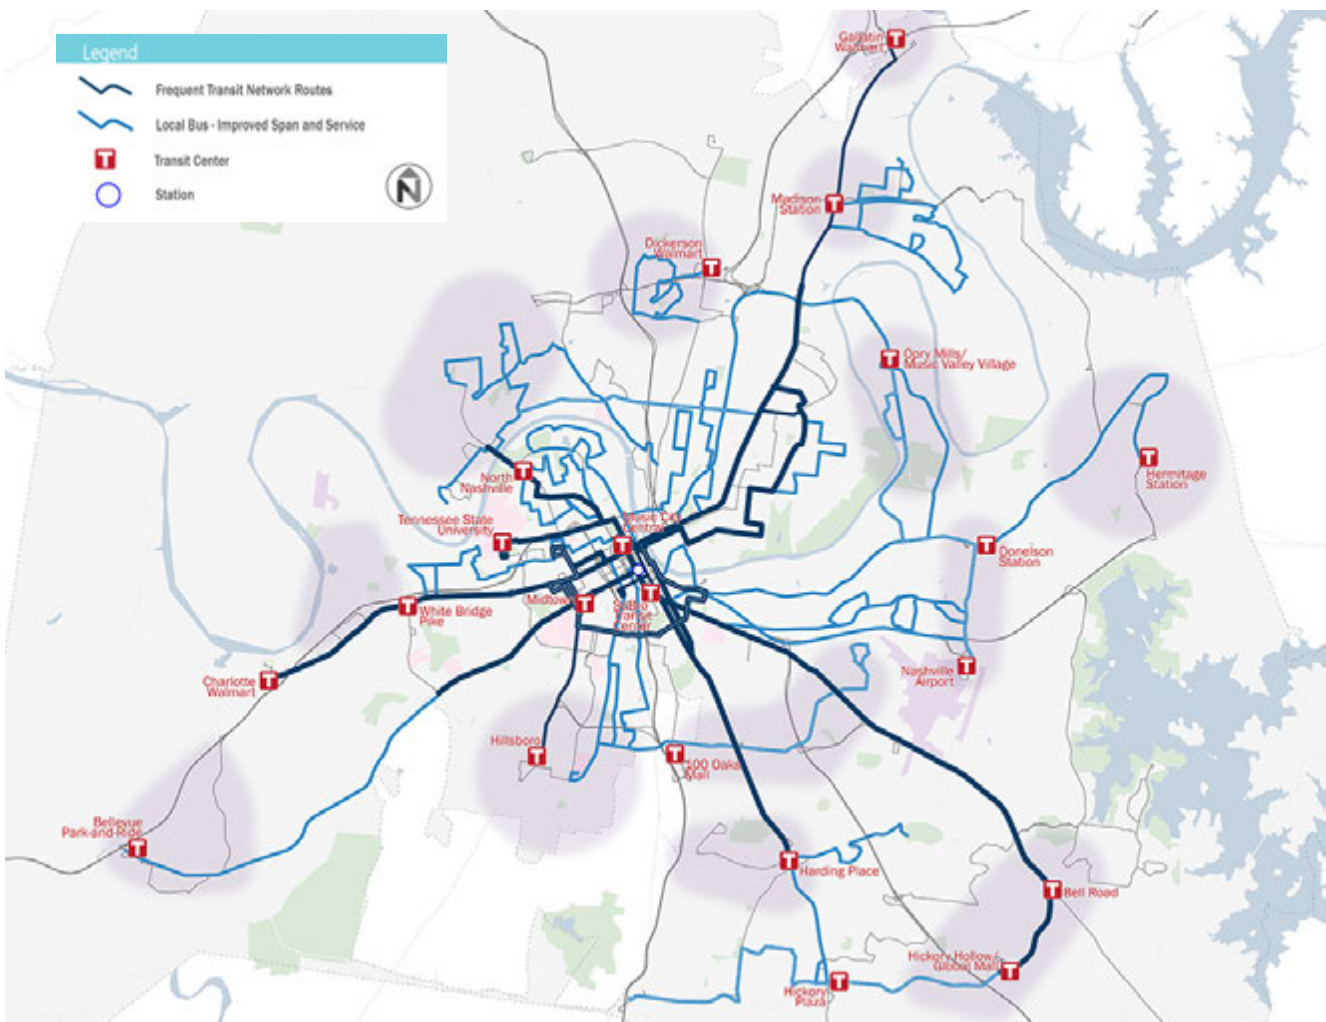 Legend
Frequent Transit Network Routes
Local Bus - Improved Span and Service
T
Transit Center
Station
N
Gallatin
Walmart
T
Madison
Station
T
Dickerson
Walmart
T
T
Opry Mills/
Music Valley Village
T
Hermitage
Station
T
North
Nashville
Tennessee State
University
T
Music City
Central
T
T
Donelson
Station
T
White Bridge
Pike
Midtown
T
T
SoBro
Transit
Center
Charlotte
Walmart
T
Nashville
Airport
T
Hillsboro
T
T
100 Oaks
Mall
Bellevue
Park-and-Ride
T
T
Harding Place
T
Bell Road
Hickory Hollow/
Global Mall
T
Hickory
Plaza
T